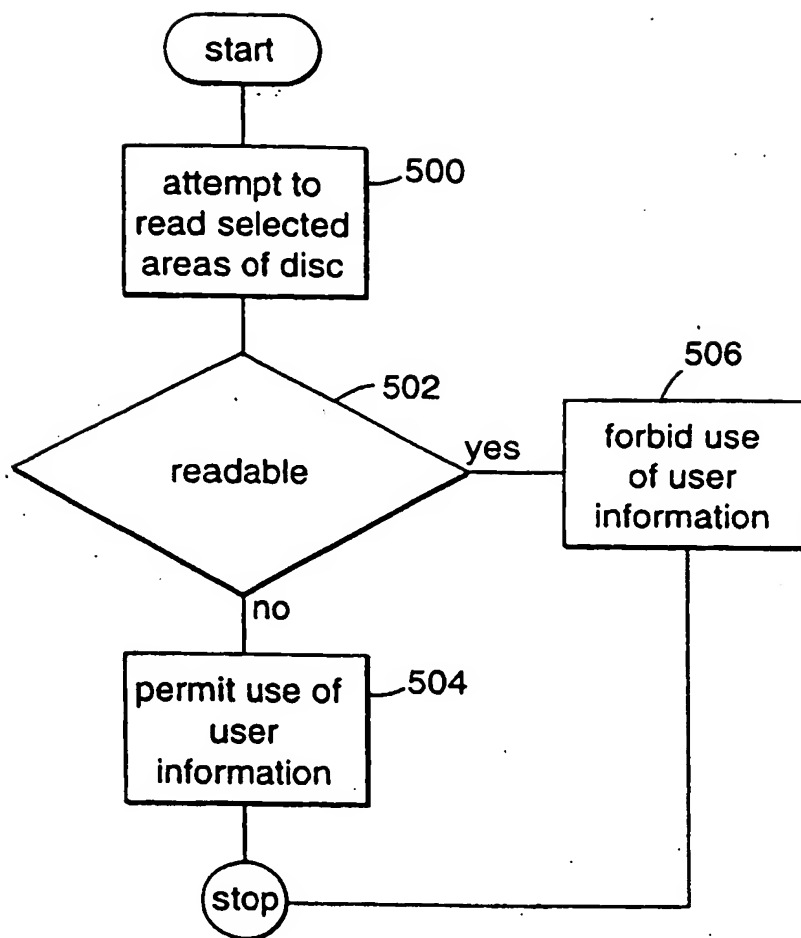 start
500
attempt to
read selected
areas of disc
502
506
readable
yes
forbid use
of user
information
no
504
permit use of
user
information
stop